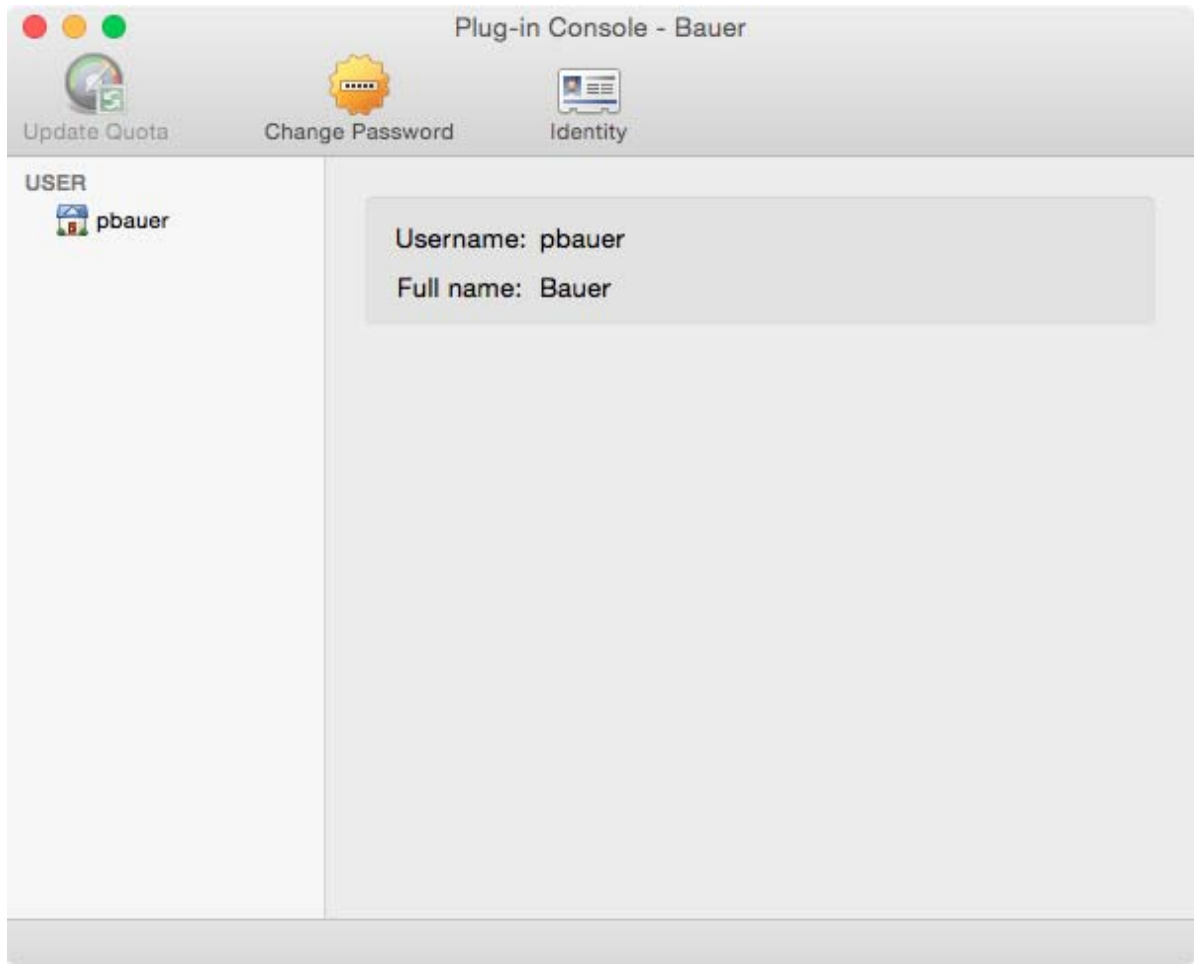 Plug-in Console - Bauer
Update Quota
Change Password
Identity
USER
pbauer
Username: pbauer
Full name: Bauer